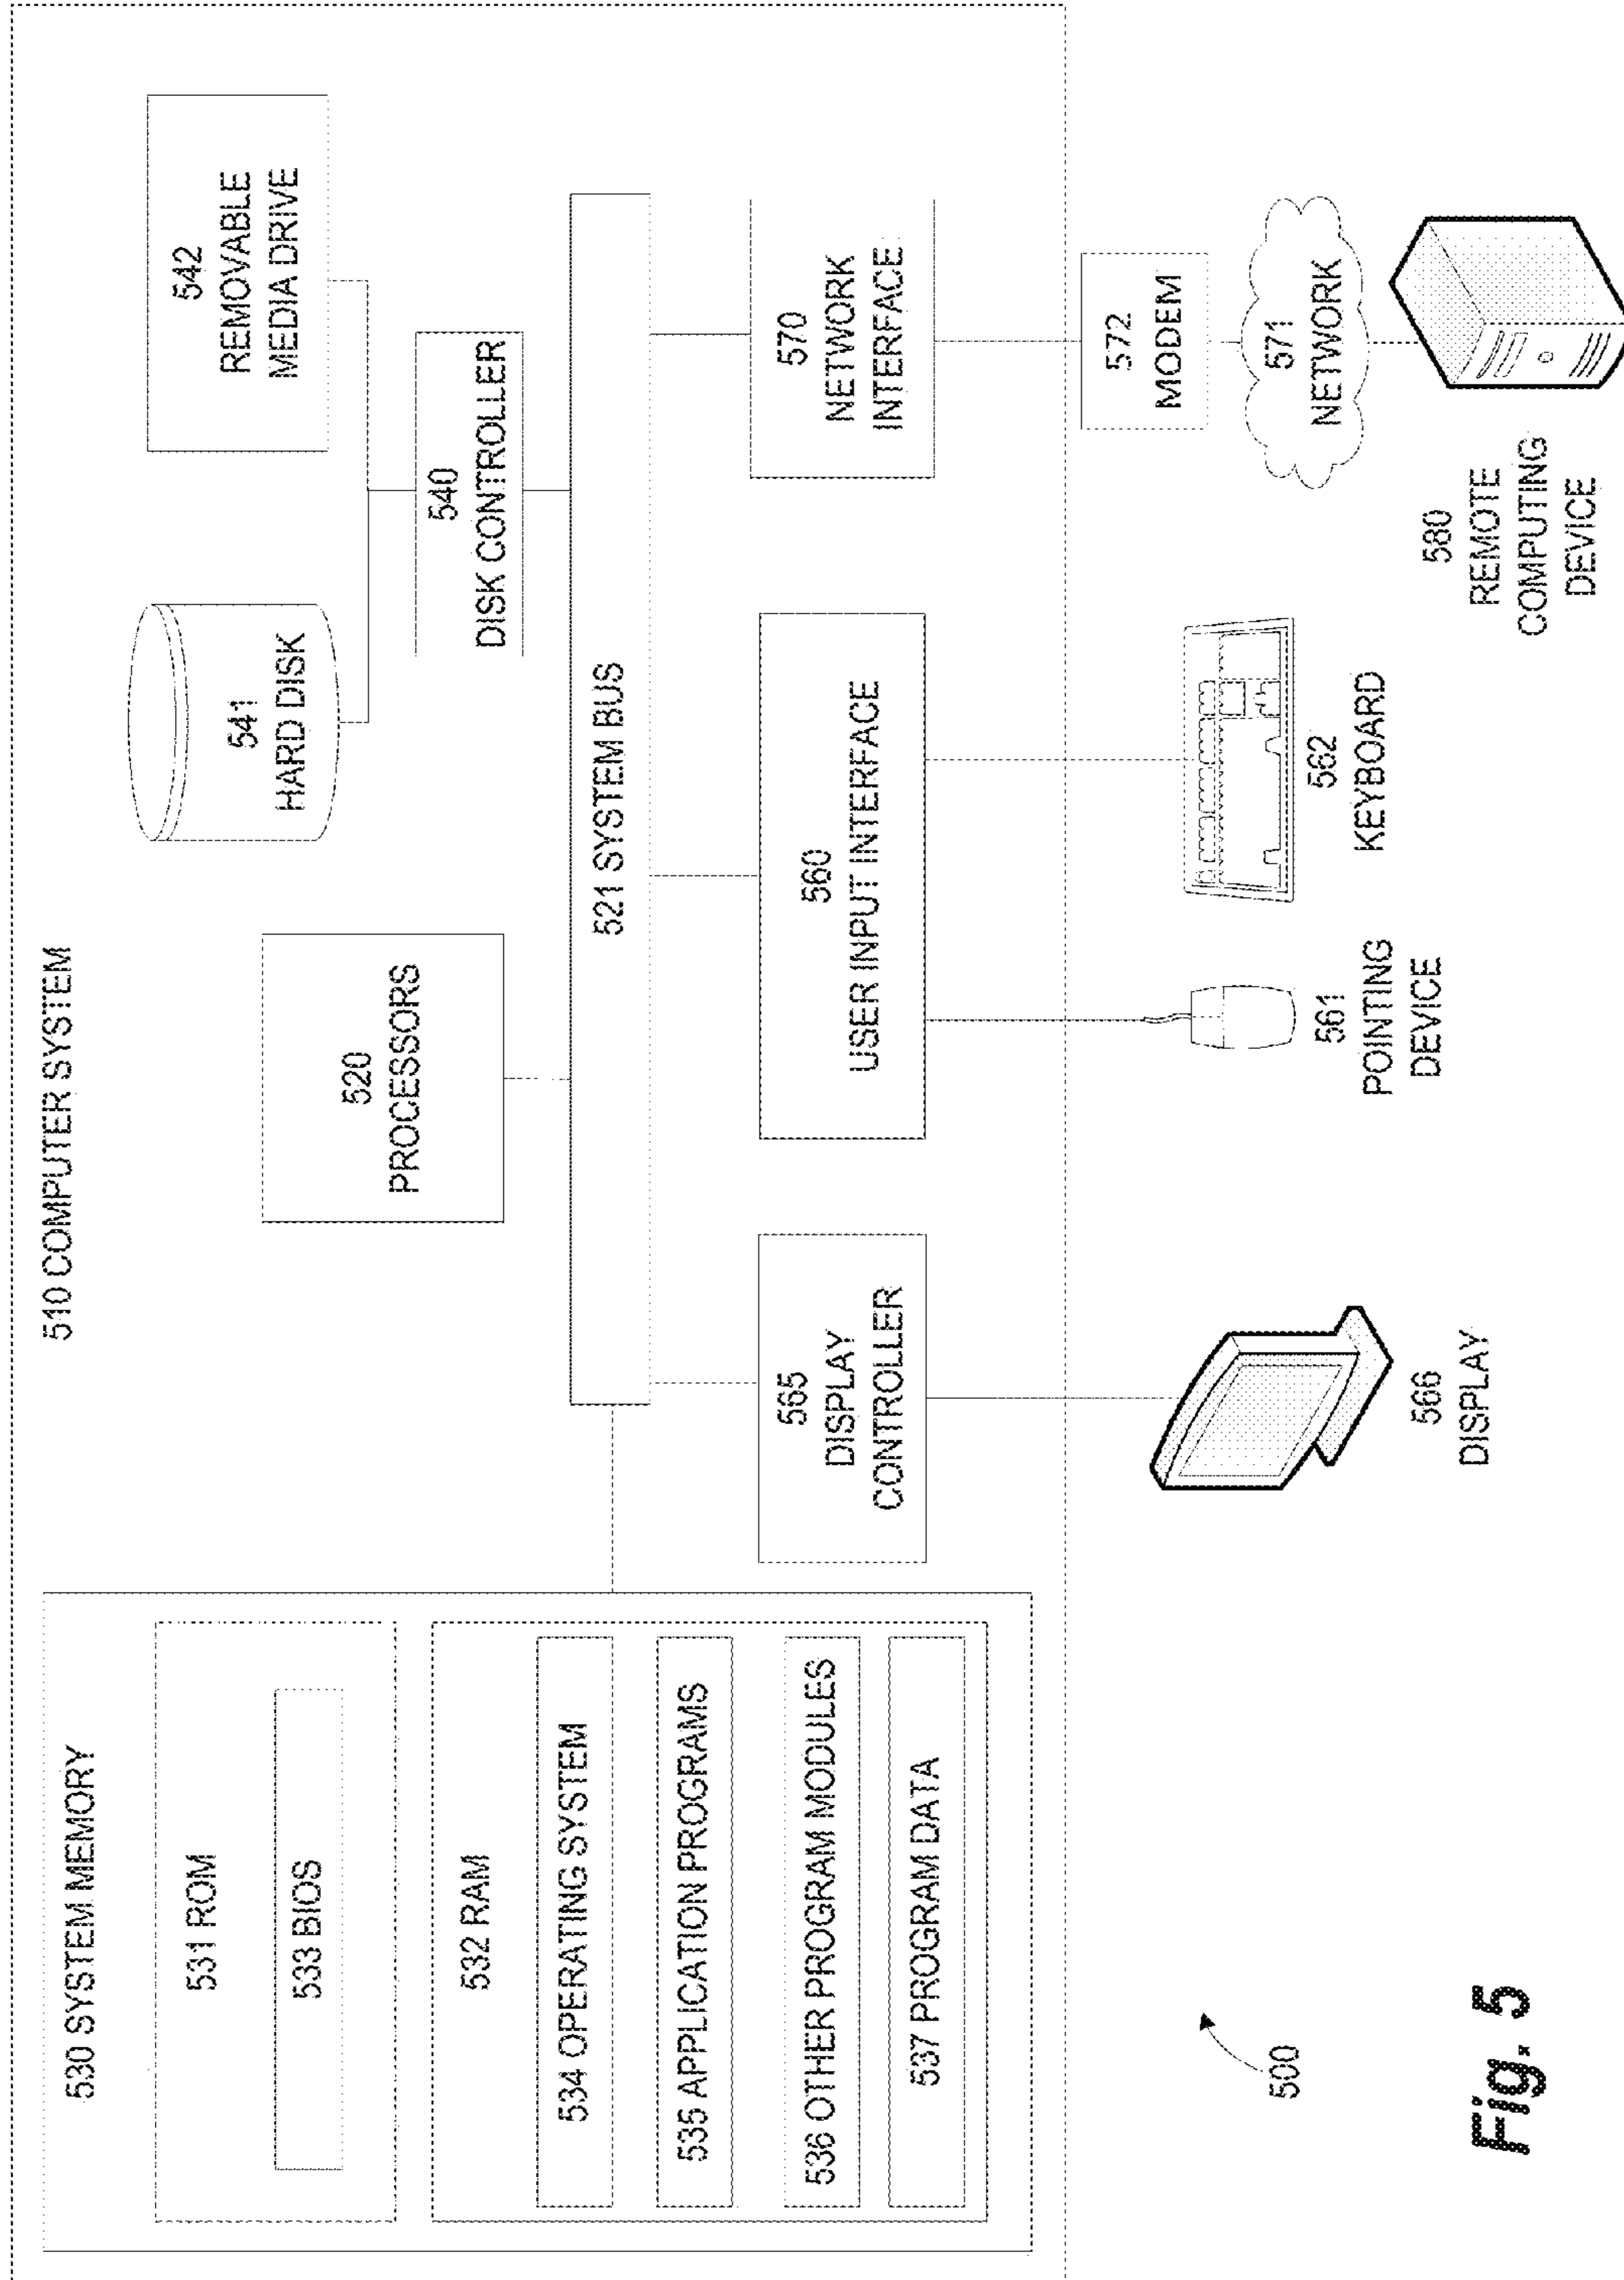 510 COMPUTER SYSTEM
530 SYSTEM MEMORY
531 ROM
533 BIOS
532 RAM
534 OPERATING SYSTEM
535 APPLICATION PROGRAMS
536 OTHER PROGRAM MODULES
537 PROGRAM DATA
520
PROCESSORS
541
HARD DISK
542
REMOVABLE
MEDIA DRIVE
540
DISK CONTROLLER
521 SYSTEM BUS
565
DISPLAY
CONTROLLER
560
USER INPUT INTERFACE
570
NETWORK
INTERFACE
572
MODEM
571
NETWORK
566
DISPLAY
561
POINTING
DEVICE
562
KEYBOARD
580
REMOTE
COMPUTING
DEVICE
500
Fig. 5